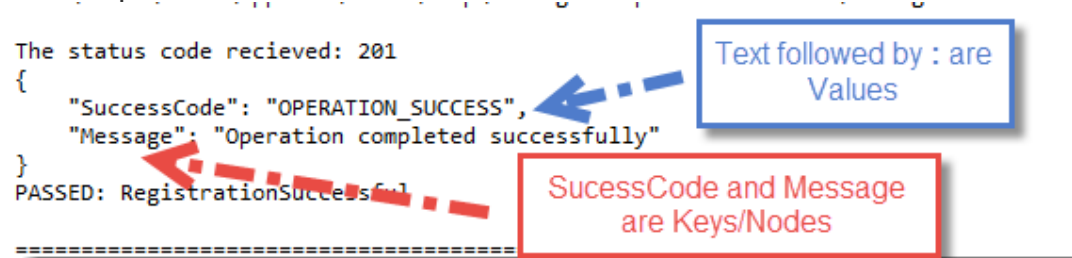 The status code recieved: 201
Text followed by : are
Values
{
"SuccessCode": "OPERATION_SUCCESS",
"Message": "Operation completed successfully"
}
PASSED: RegistrationSuccessful
SucessCode and Message
are Keys/Nodes
========================================